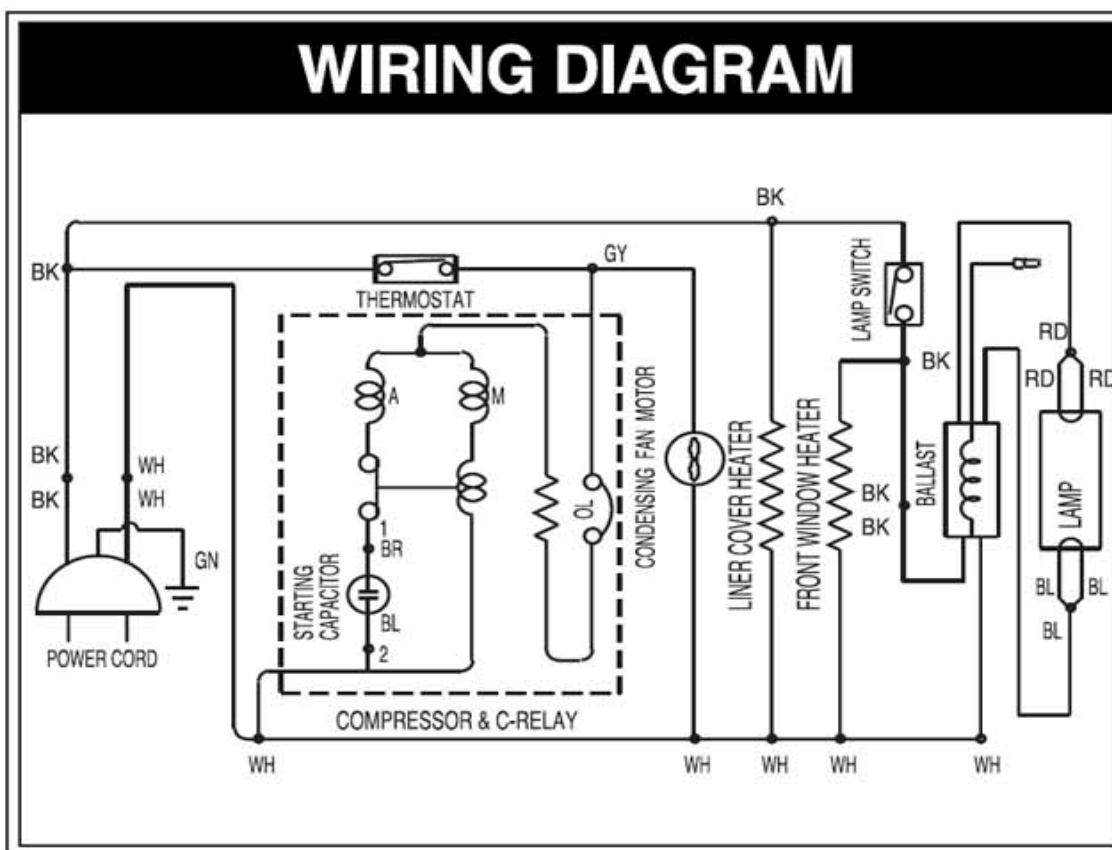 WIRING DIAGRAM
BK
BK
THERMOSTAT
GY
LAMP SWITCH
BK
RD
RD
RD
A
M
CONDENSING FAN MOTOR
LINER COVER HEATER
FRONT WINDOW HEATER
BK
BK
BALLAST
LAMP
BK
BK
WH
WH
GN
POWER CORD
OL
1
BR
STARTING
CAPACITOR
BL
2
BL
BL
BL
COMPRESSOR & C-RELAY
WH
WH
WH
WH
WH